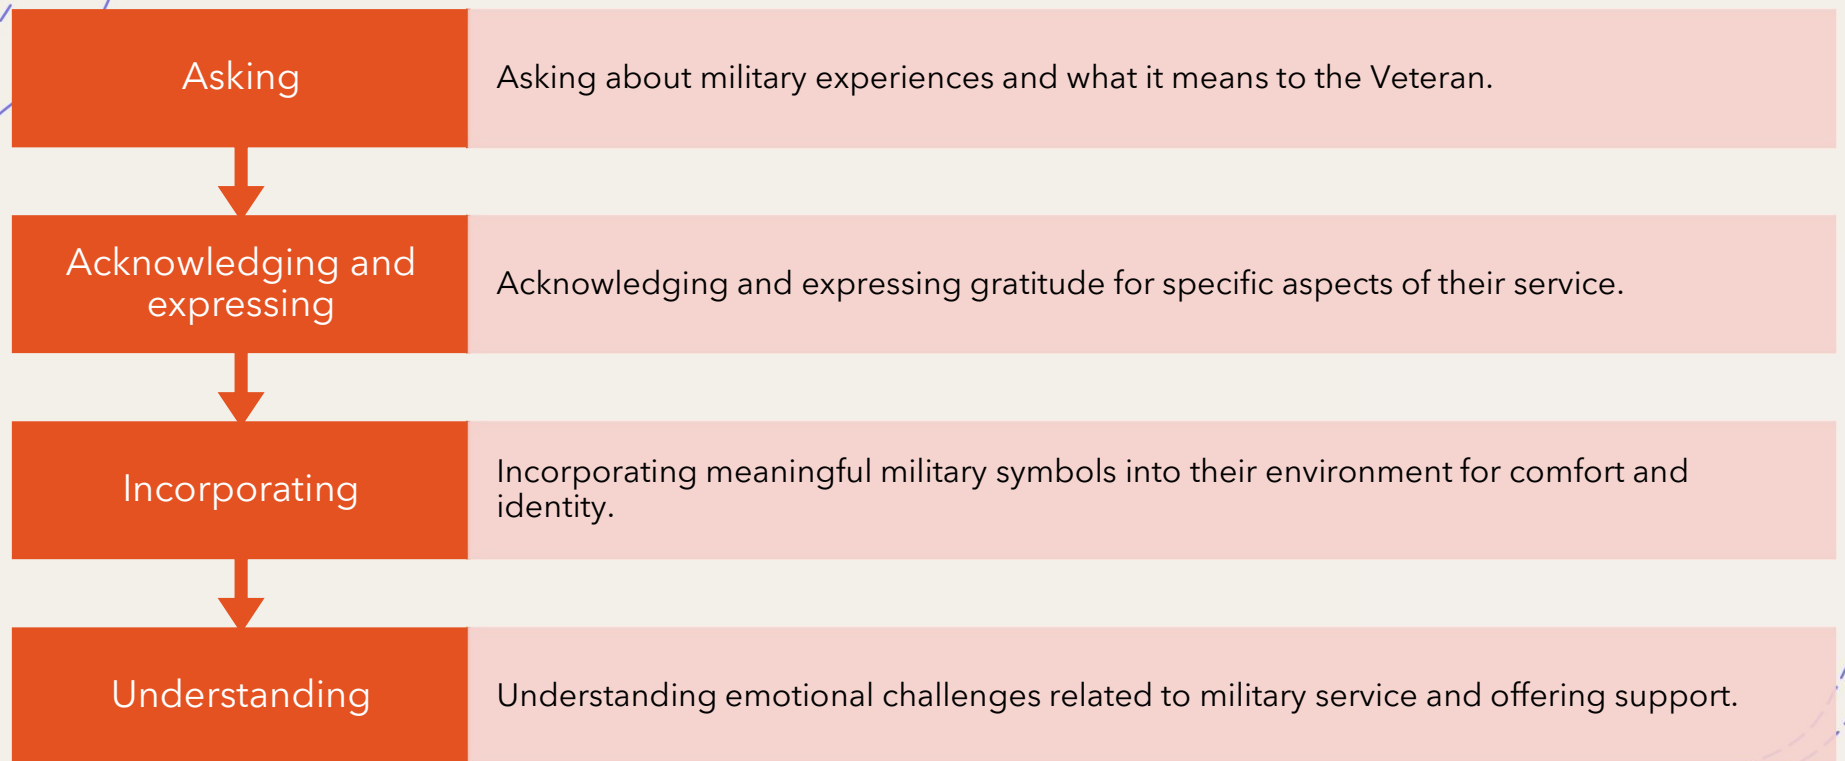 Asking
Asking about military experiences and what it means to the Veteran.
Acknowledging and
expressing
Acknowledging and expressing gratitude for specific aspects of their service.
Incorporating
Incorporating meaningful military symbols into their environment for comfort and
identity.
Understanding
Understanding emotional challenges related to military service and offering support.